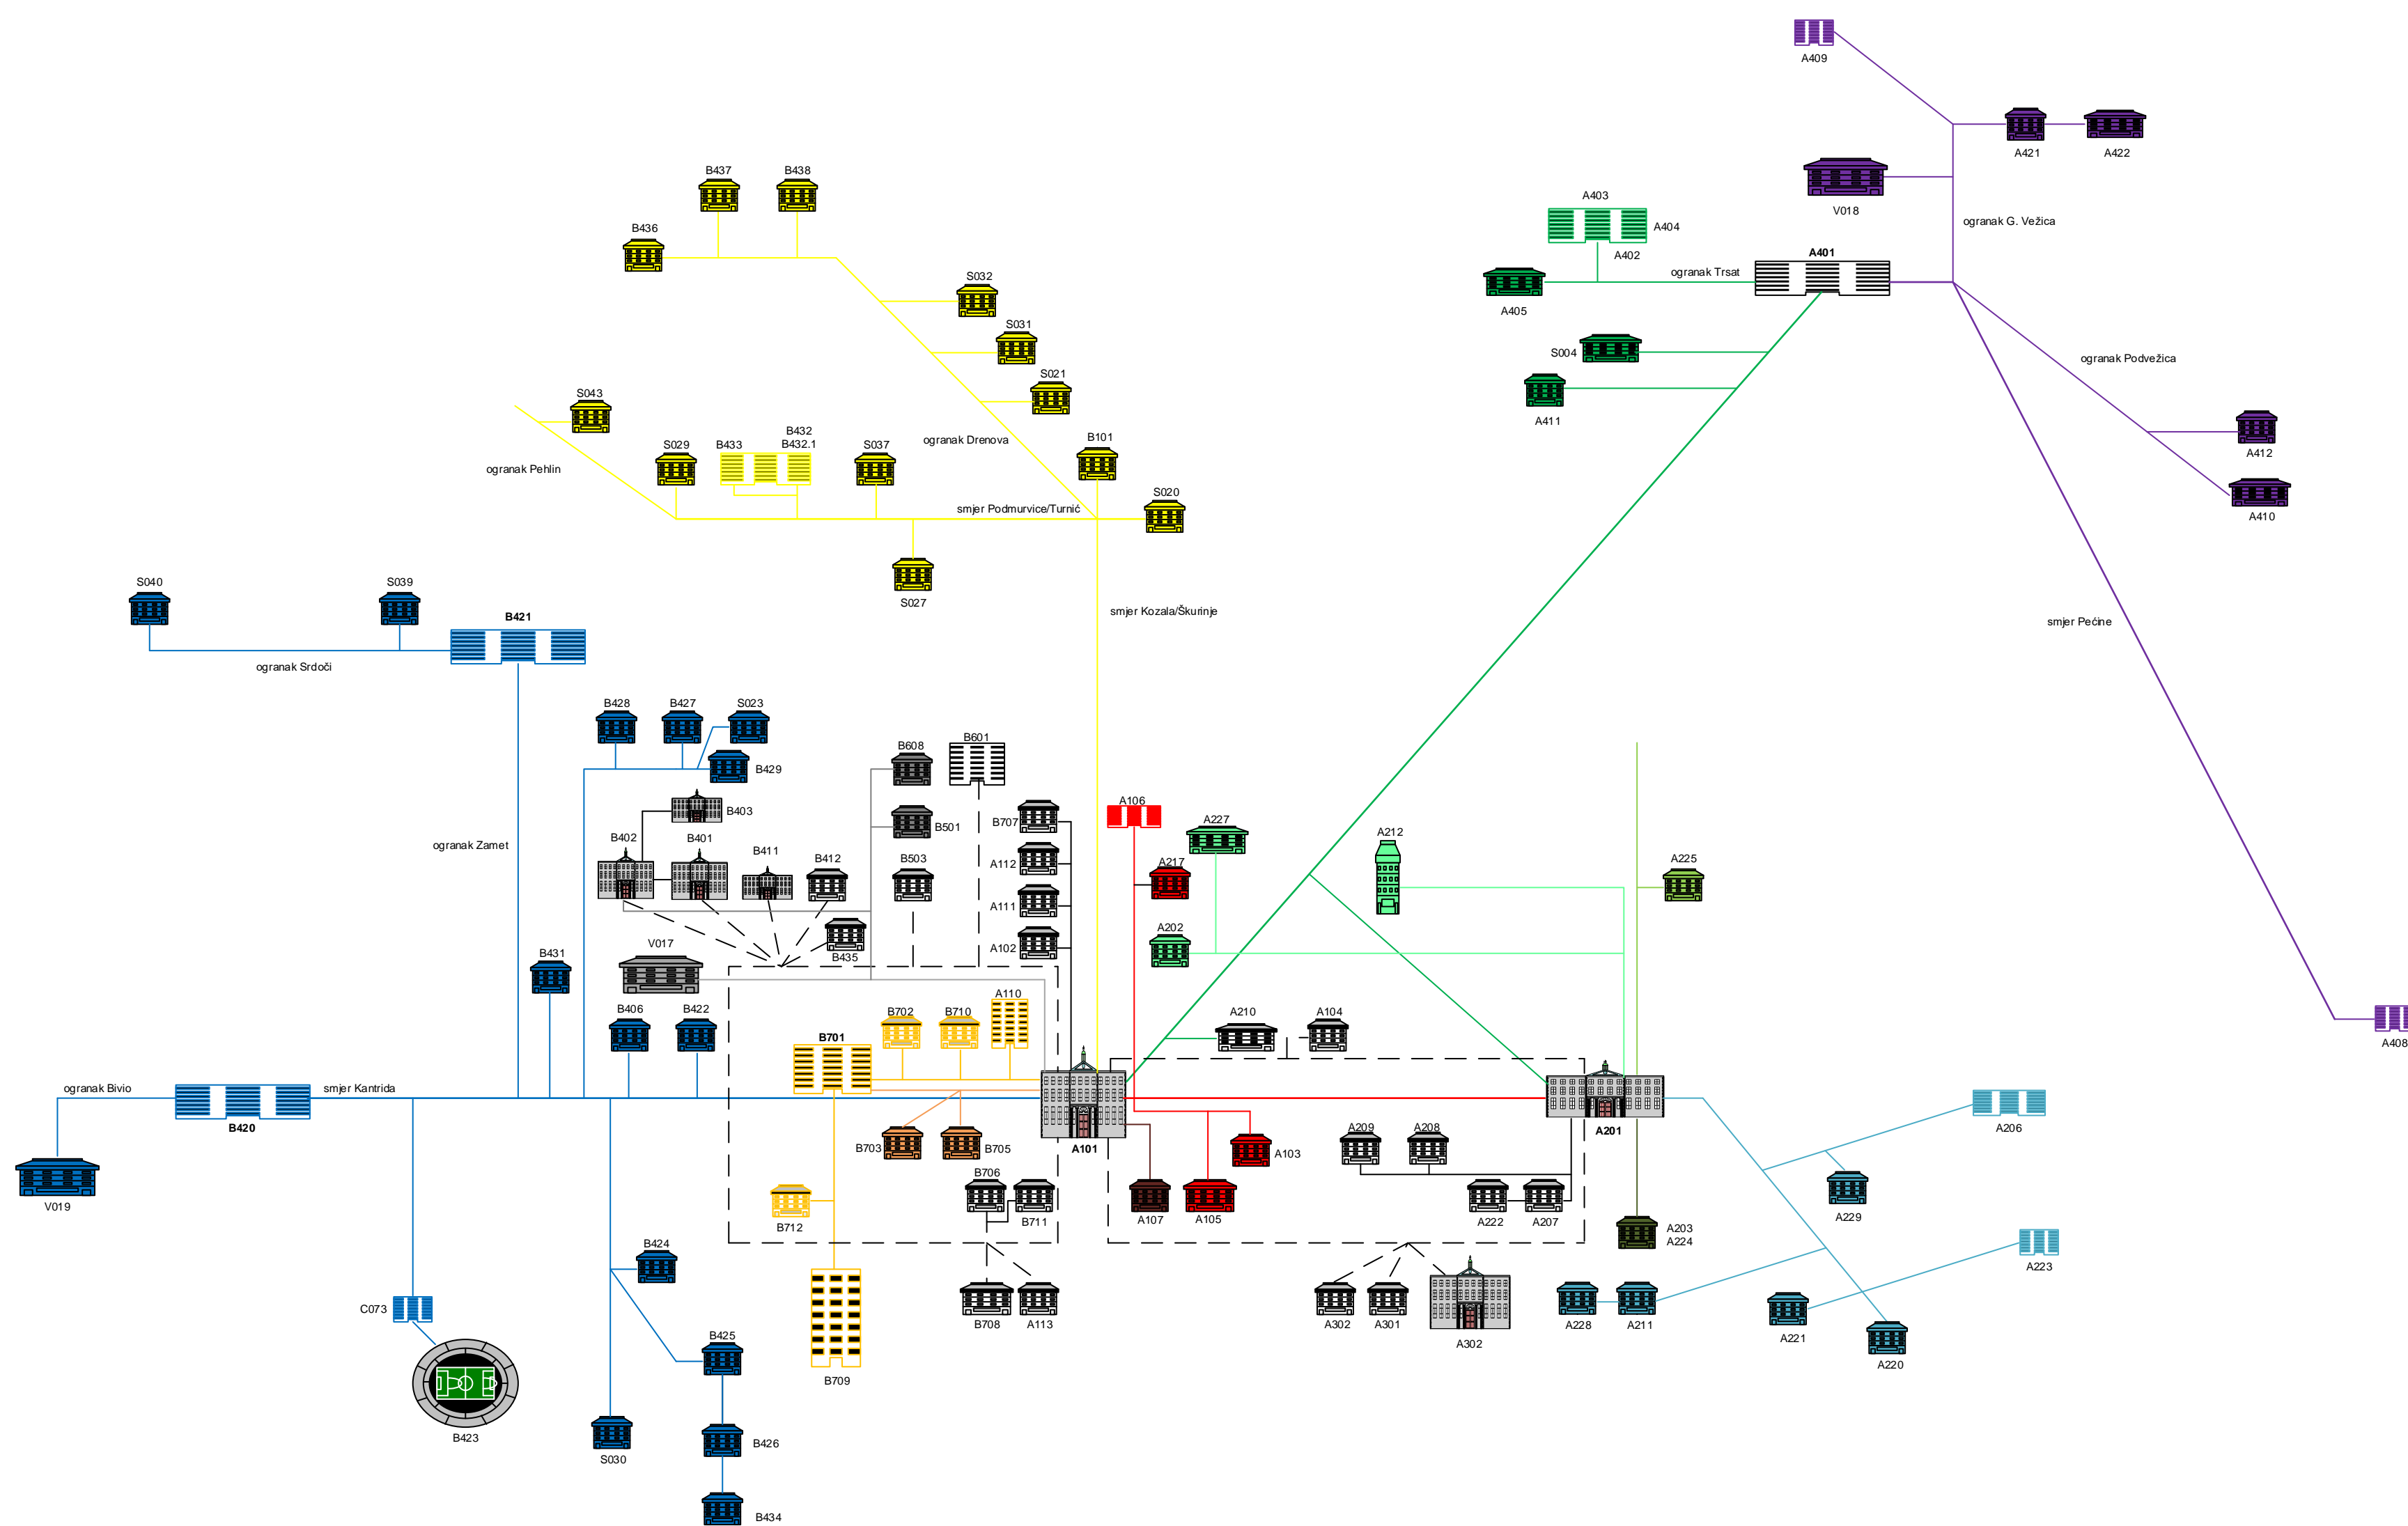 A409
A421
A422
V018
B437
B438
A403
ogranak G. Vežica
A404
B436
A402
A401
ogranak Trsat
S032
A405
S031
S004
ogranak Podvežica
S021
S043
A411
B432
B433
B432.1
S037
ogranak Drenova
B101
S029
A412
ogranak Pehlin
S020
smjer Podmurvice/Turnić
A410
S040
S039
S027
smjer Kozala/Škurinje
B421
smjer Pećine
ogranak Srdoči
B428
B427
S023
B601
B608
B429
A106
B403
B707
A227
B501
A212
B402
B401
ogranak Zamet
B411
B412
B503
A112
A217
A225
A111
A202
V017
A102
B431
B435
A110
B406
B422
B702
B710
A210
A104
B701
A408
ogranak Bivio
smjer Kantrida
B420
A209
A208
A206
A201
B703
B705
A101
A103
B706
V019
B712
B711
A107
A105
A222
A207
A229
A203
A224
B424
A223
C073
B708
A113
A302
A301
A302
A228
A211
A221
B425
A220
B709
B423
B426
S030
B434